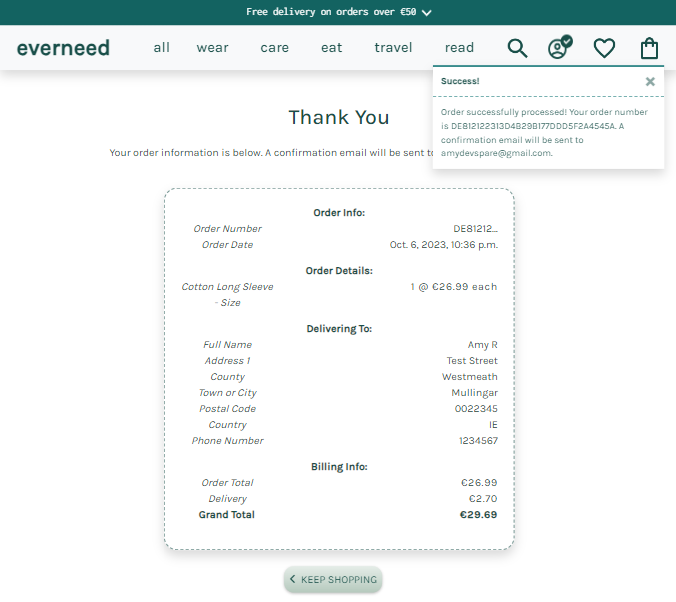 Free delivery on orders over €50
everneed
all wear care eat travel read
Success!
Order successfully processed! Your order number
is DE812122313D4B29B177DDD5F2A4545A. A
confirmation email will be sent to
amydevspare@gmail.com.
Thank You
Your order information is below. A confirmation email will be sent to
Order Info:
Order Number DE81212...
Order Date Oct. 6, 2023, 10:36 p.m.
Order Details:
Cotton Long Sleeve 1 @ €26.99 each
- Size
Delivering To:
Full Name Amy R
Address 1 Test Street
County Westmeath
Town or City Mullingar
Postal Code 0022345
Country IE
Phone Number 1234567
Billing Info:
Order Total €26.99
Delivery €2.70
Grand Total €29.69
KEEP SHOPPING